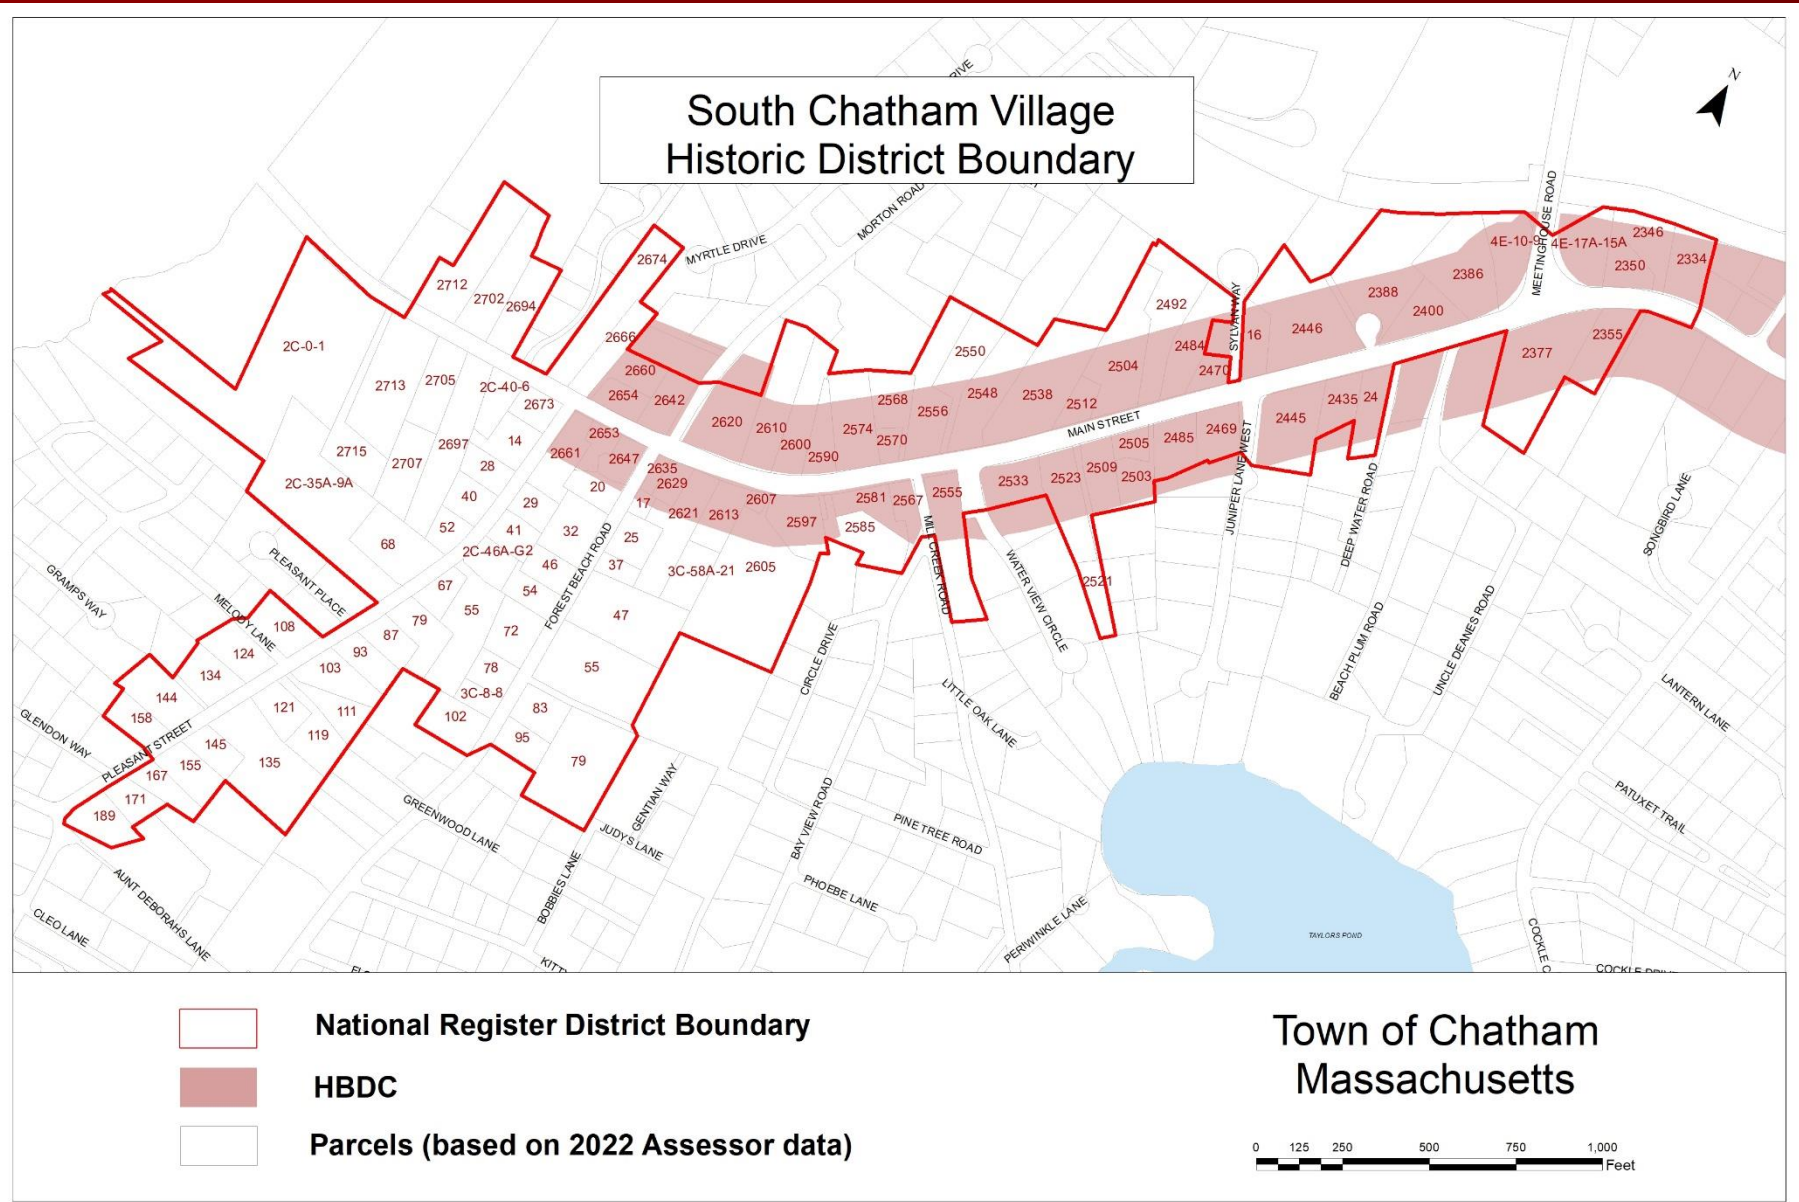 South Chatham Village
Historic District Boundary
N
RIVE
MORTON ROAD
MYRTLE DRIVE
MEETINGHOUSE ROAD
SYLVAN WAY
MAIN STREET
2674
2712
2702
2694
2C-0-1
2666
2660
2654
2642
2713
2705
2C-40-6
2673
2715
2707
2697
14
28
2C-35A-9A
2661
2653
2647
2635
2629
40
29
20
17
52
41
32
25
68
2C-46A-G2
46
37
67
54
47
55
79
72
87
93
78
55
103
3C-8-8
102
83
95
79
108
124
134
144
158
121
111
119
145
155
135
167
171
189
2620
2610
2600
2590
2574
2568
2570
2556
2548
2550
2538
2512
2504
2492
2484
2470
16
2446
2388
2400
2386
4E-10-9
4E-17A-15A
2346
2350
2334
2621
2613
2607
2597
2605
3C-58A-21
2585
2581
2567
2555
2533
2523
2509
2505
2503
2521
2485
2469
2445
2435
24
2377
2355
PLEASANT PLACE
GRAMPS WAY
MELODY LANE
GLENDON WAY
PLEASANT STREET
FOREST BEACH ROAD
MILL CREEK ROAD
WATER VIEW CIRCLE
CIRCLE DRIVE
LITTLE OAK LANE
JUNIPER LANE WEST
DEEP WATER ROAD
BEACH PLUM ROAD
UNCLE DEANES ROAD
SONGBIRD LANE
LANTERN LANE
PATUXET TRAIL
GREENWOOD LANE
GENTIAN WAY
JUDYS LANE
BOBBIES LANE
BAY VIEW ROAD
PINE TREE ROAD
PHOEBE LANE
PERIWINKLE LANE
AUNT DEBORAHS LANE
CLEO LANE
KITT
TAYLORS POND
COCKLE C
COCKLE DRIVE
National Register District Boundary
HBDC
Parcels (based on 2022 Assessor data)
Town of Chatham
Massachusetts
0 125 250 500 750 1,000
Feet